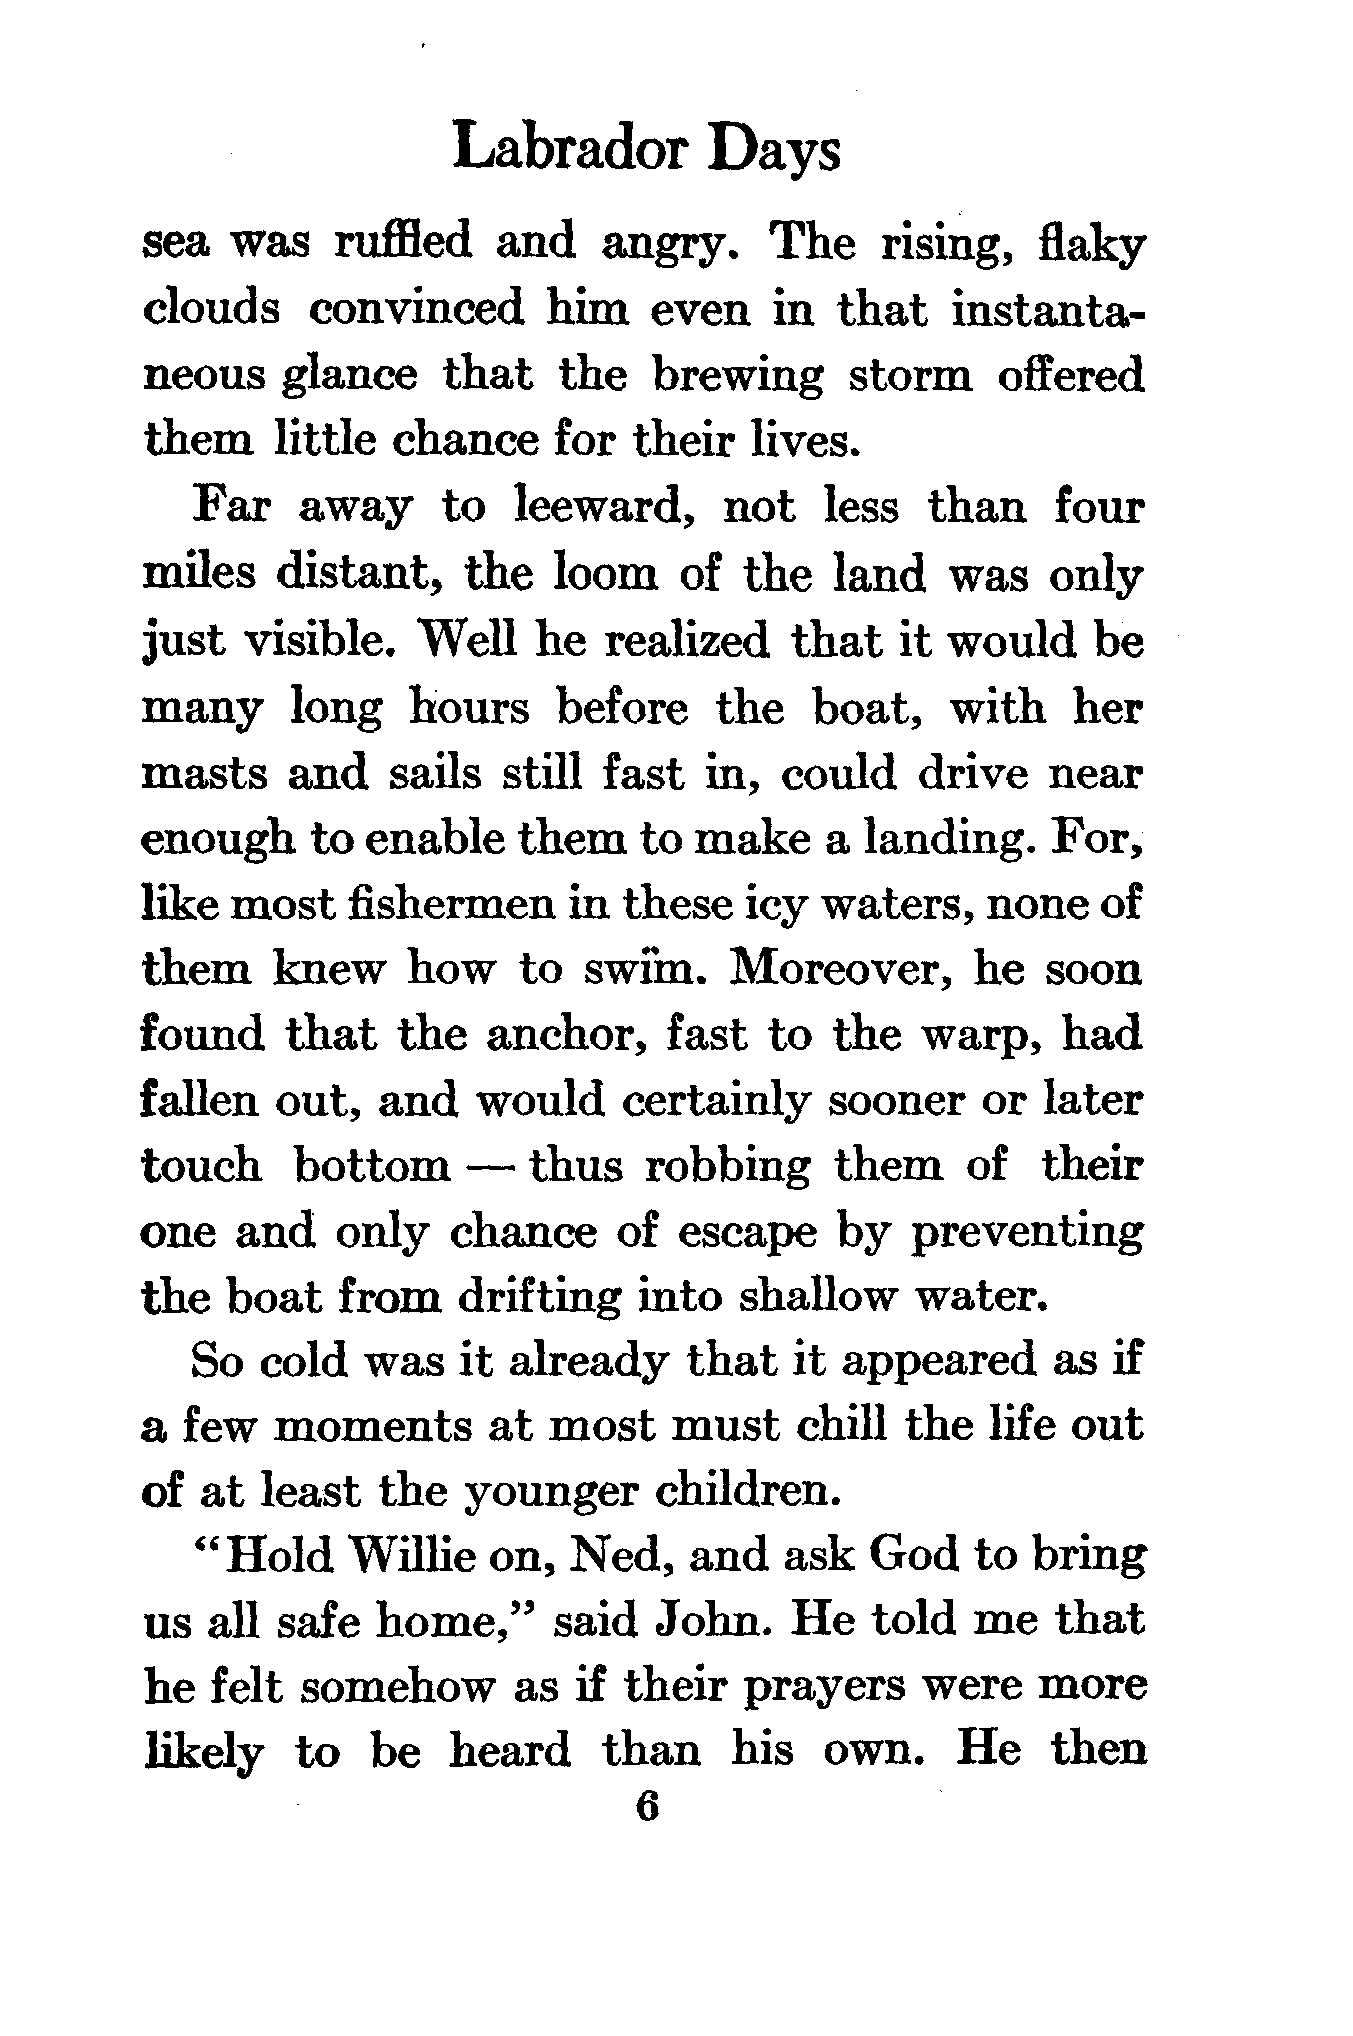 Labrador Days
sea was ruffled and angry. The rising, flaky
clouds convinced him even in that instanta-
neous glance that the brewing storm offered
them little chance for their lives.
Far away to leeward, not less than four
miles distant, the loom of the land was only
just visible. Well he realized that it would be
many long hours before the boat, with her
masts and sails still fast in, could drive near
enough to enable them to make a landing. For,
like most fishermen in these icy waters, none of
them knew how to swim. Moreover, he soon
found that the anchor, fast to the warp, had
fallen out, and would certainly sooner or later
touch bottom — thus robbing them of their
one and only chance of escape by preventing
the boat from drifting into shallow water.
So cold was it already that it appeared as if
a few moments at most must chill the life out
of at least the younger children.
“Hold Willie on, Ned, and ask God to bring
us all safe home,” said John. He told me that
he felt somehow as if their prayers were more
likely to be heard than his own. He then
6